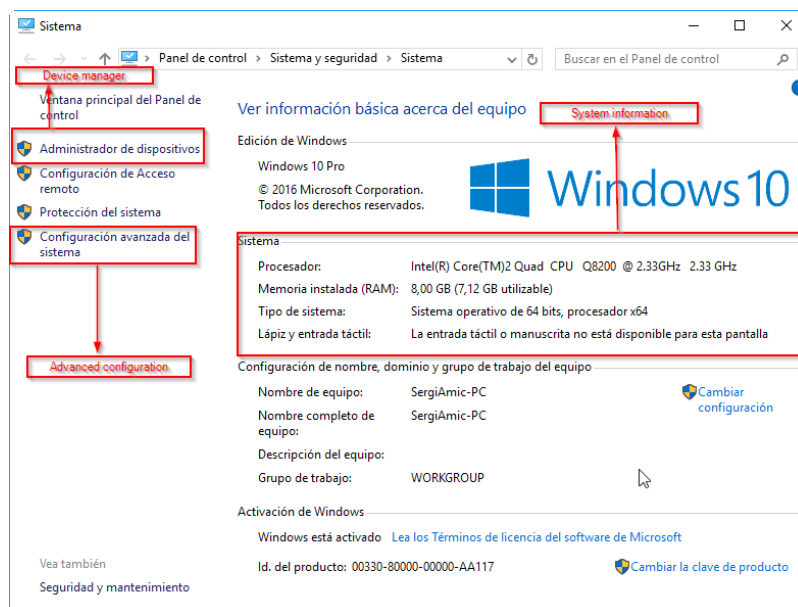 Sistema
Panel de control > Sistema y seguridad > Sistema
Buscar en el Panel de control
Device manager
Ventana principal del Panel de
control
Administrador de dispositivos
Configuración de Acceso
remoto
Protección del sistema
Configuración avanzada del
sistema
Advanced configuration
Vea también
Seguridad y mantenimiento
Ver información básica acerca del equipo
System information
Edición de Windows
Windows 10 Pro
© 2016 Microsoft Corporation.
Todos los derechos reservados.
Windows 10
Sistema
Procesador: Intel(R) Core(TM)2 Quad CPU Q8200 @ 2.33GHz 2.33 GHz
Memoria instalada (RAM): 8,00 GB (7,12 GB utilizable)
Tipo de sistema: Sistema operativo de 64 bits, procesador x64
Lápiz y entrada táctil: La entrada táctil o manuscrita no está disponible para esta pantalla
Configuración de nombre, dominio y grupo de trabajo del equipo
Nombre de equipo: SergiAmic-PC
Cambiar
configuración
Nombre completo de
equipo:
SergiAmic-PC
Descripción del equipo:
Grupo de trabajo: WORKGROUP
Activación de Windows
Windows está activado Lea los Términos de licencia del software de Microsoft
Id. del producto: 00330-80000-00000-AA117
Cambiar la clave de producto